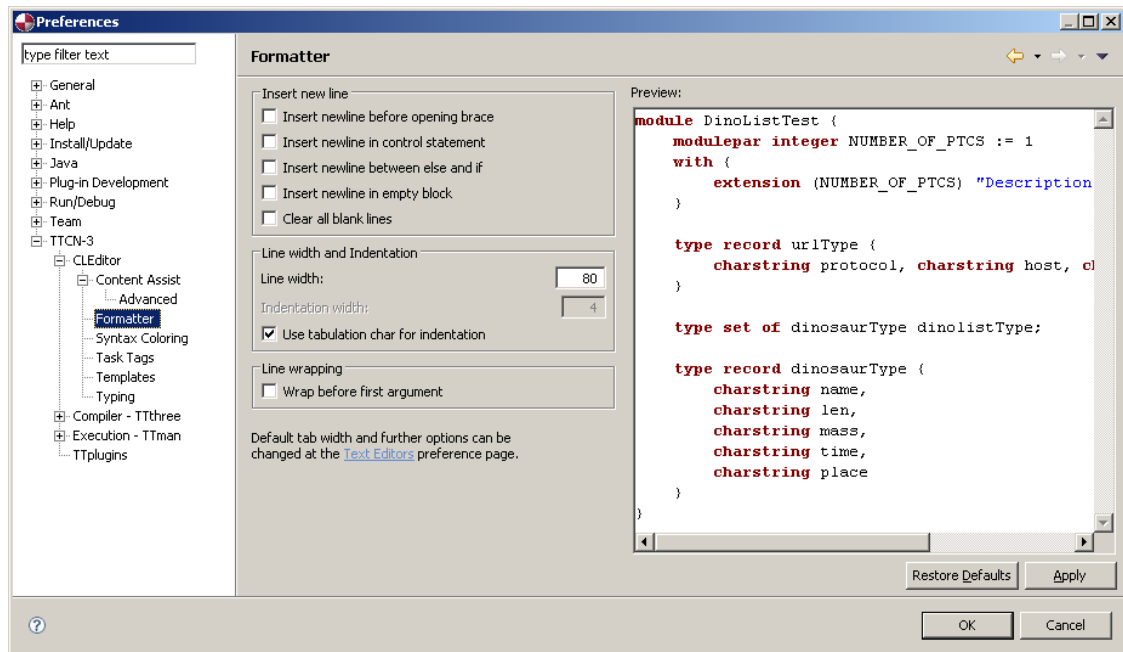 Preferences
type filter text
General
Ant
Help
Install/Update
Java
Plug-in Development
Run/Debug
Team
TTCN-3
CLEditor
Content Assist
Advanced
Formatter
Syntax Coloring
Task Tags
Templates
Typing
Compiler - TTthree
Execution - TTman
TTplugins
Formatter
Insert new line
Insert newline before opening brace
Insert newline in control statement
Insert newline between else and if
Insert newline in empty block
Clear all blank lines
Line width and Indentation
Line width: 80
Indentation width: 4
Use tabulation char for indentation
Line wrapping
Wrap before first argument
Default tab width and further options can be
changed at the Text Editors preference page.
Preview:
module DinoListTest {
modulepar integer NUMBER_OF_PTCS := 1
with {
extension (NUMBER_OF_PTCS) "Description
}
type record urlType {
charstring protocol, charstring host, ch
}
type set of dinosaurType dinolistType;
type record dinosaurType {
charstring name,
charstring len,
charstring mass,
charstring time,
charstring place
}
}
Restore Defaults Apply
OK Cancel